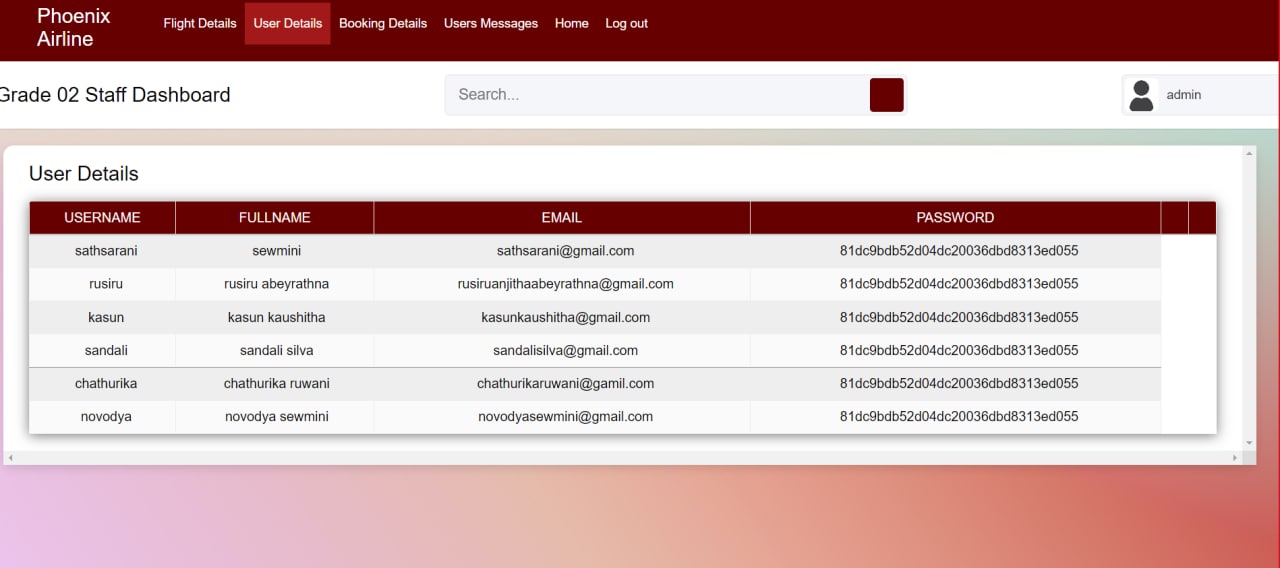 Phoenix
Airline
Flight Details User Details Booking Details Users Messages Home Log out
Grade 02 Staff Dashboard
Search...
admin
User Details
USERNAME FULLNAME EMAIL PASSWORD
sathsarani sewmini sathsarani@gmail.com 81dc9bdb52d04dc20036dbd8313ed055
rusiru rusiru abeyrathna rusiruanjithaabeyrathna@gmail.com 81dc9bdb52d04dc20036dbd8313ed055
kasun kasun kaushitha kasunkaushitha@gmail.com 81dc9bdb52d04dc20036dbd8313ed055
sandali sandali silva sandalisilva@gmail.com 81dc9bdb52d04dc20036dbd8313ed055
chathurika chathurika ruwani chathurikaruwani@gamil.com 81dc9bdb52d04dc20036dbd8313ed055
novodya novodya sewmini novodyasewmini@gmail.com 81dc9bdb52d04dc20036dbd8313ed055